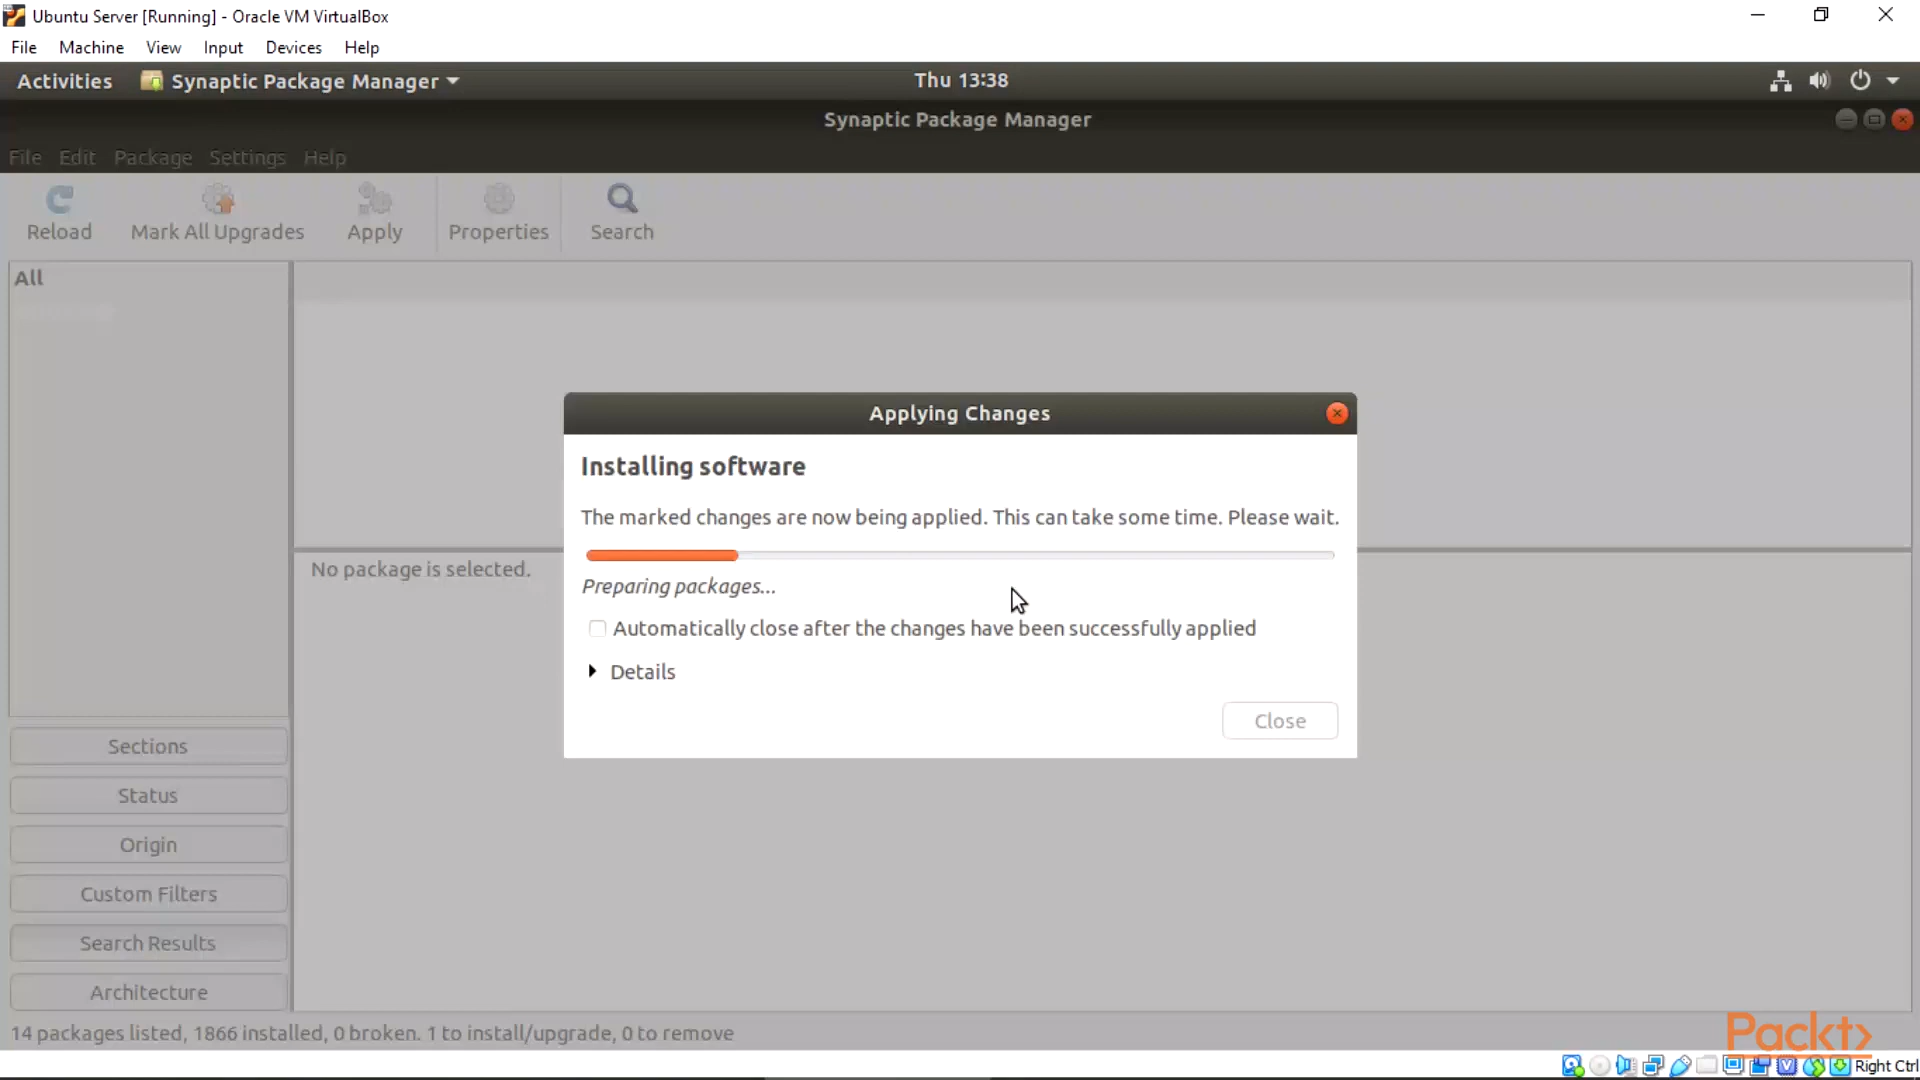 Ubuntu Server [Running] - Oracle VM VirtualBox
File Machine View Input Devices Help
Activities Synaptic Package Manager Thu 13:38
Synaptic Package Manager
File Edit Package Settings Help
Reload Mark All Upgrades Apply Properties Search
All
Applying Changes
Installing software
The marked changes are now being applied. This can take some time. Please wait.
No package is selected.
Preparing packages...
Automatically close after the changes have been successfully applied
Details
Close
Sections
Status
Origin
Custom Filters
Search Results
Architecture
14 packages listed, 1866 installed, 0 broken. 1 to install/upgrade, 0 to remove
Packt>
Right Ctrl